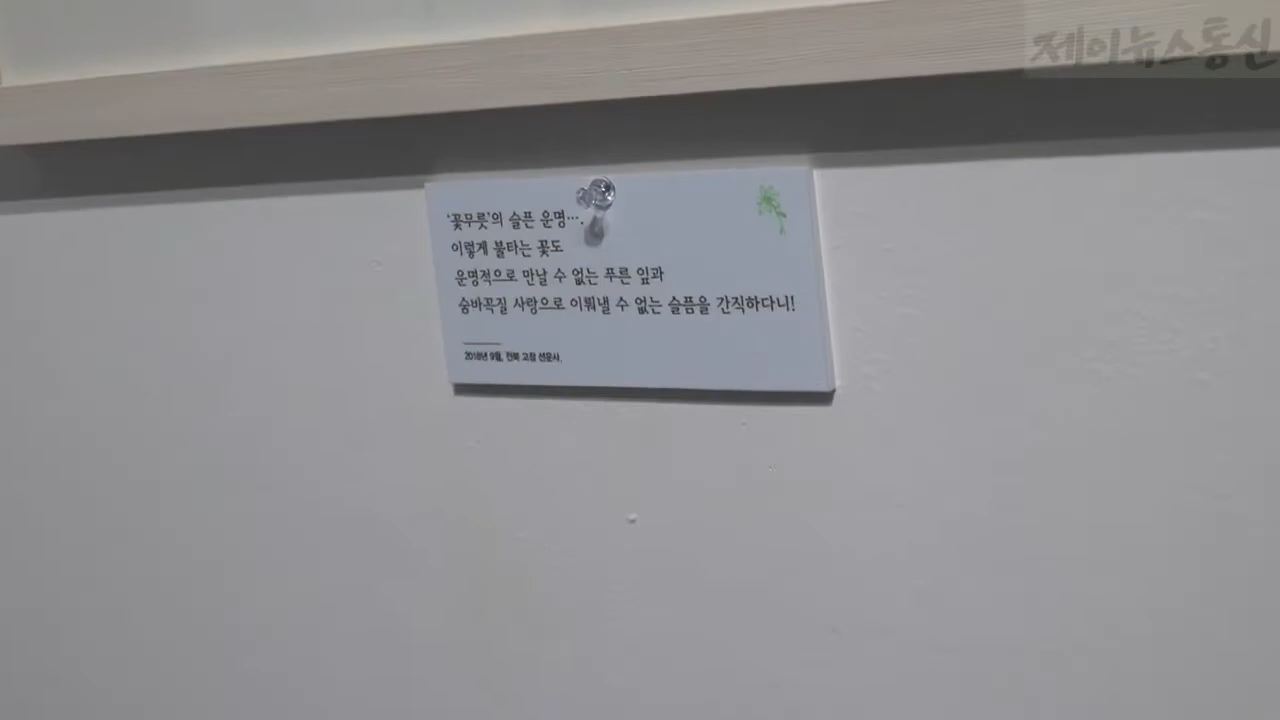 제이뉴스통신
'꽃무릇'의 슬픈 운명….
이렇게 불타는 꽃도
운명적으로 만날 수 없는 푸른 잎과
숨바꼭질 사랑으로 이뤄낼 수 없는 슬픔을 간직하다니!
2018년 9월, 전북 고창 선운사.